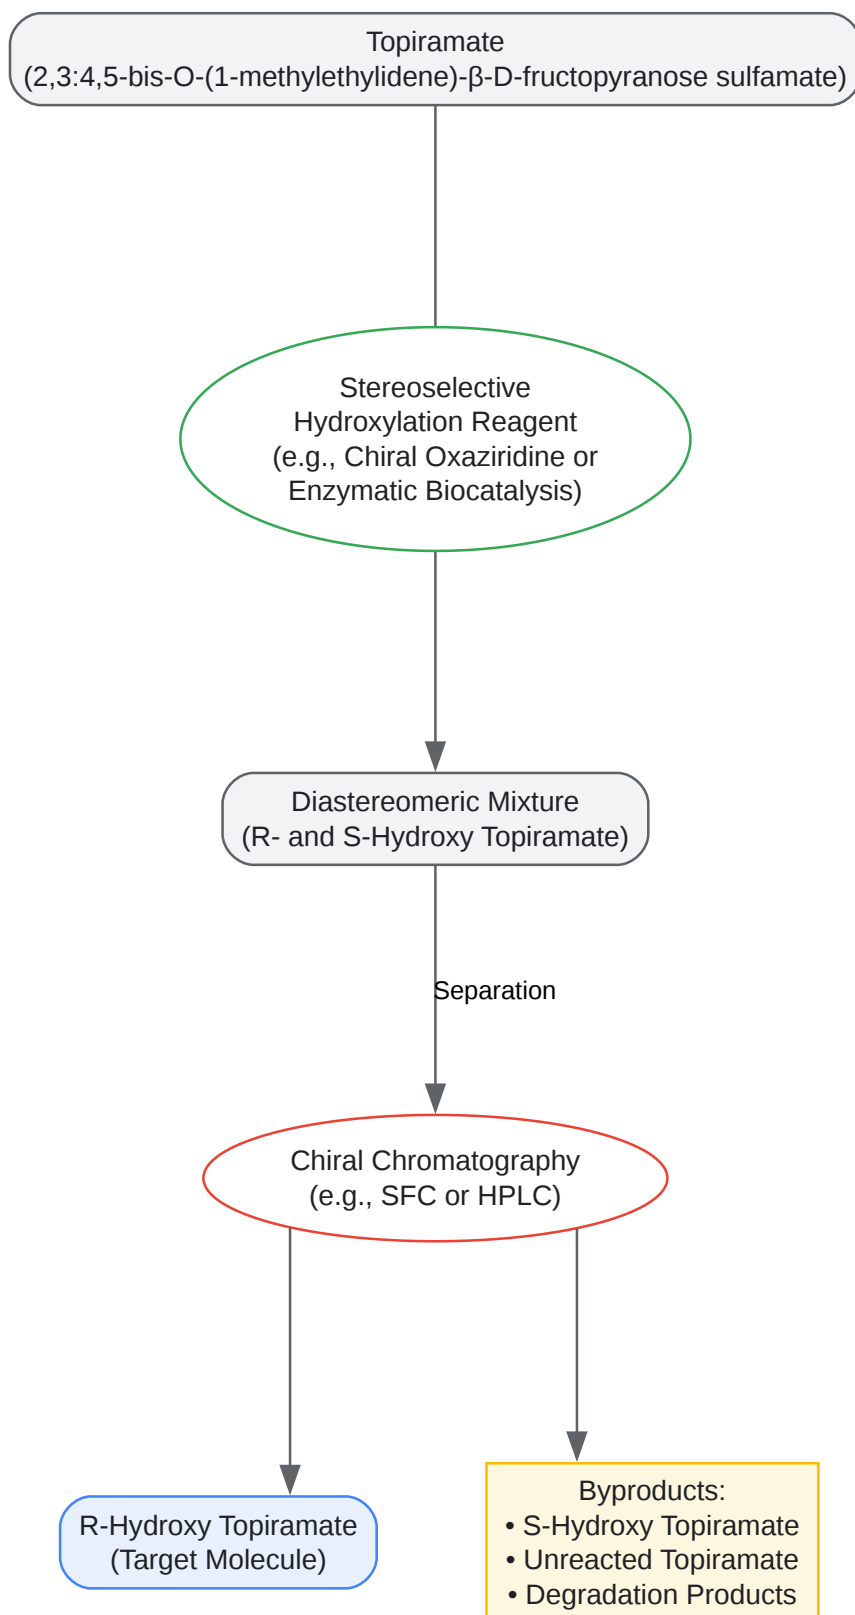 Topiramate
(2,3:4,5-bis-O-(1-methylethylidene)-β-D-fructopyranose sulfamate)
Stereoselective
Hydroxylation Reagent
(e.g., Chiral Oxaziridine or
Enzymatic Biocatalysis)
Diastereomeric Mixture
(R- and S-Hydroxy Topiramate)
Separation
Chiral Chromatography
(e.g., SFC or HPLC)
R-Hydroxy Topiramate
(Target Molecule)
Byproducts:
• S-Hydroxy Topiramate
• Unreacted Topiramate
• Degradation Products